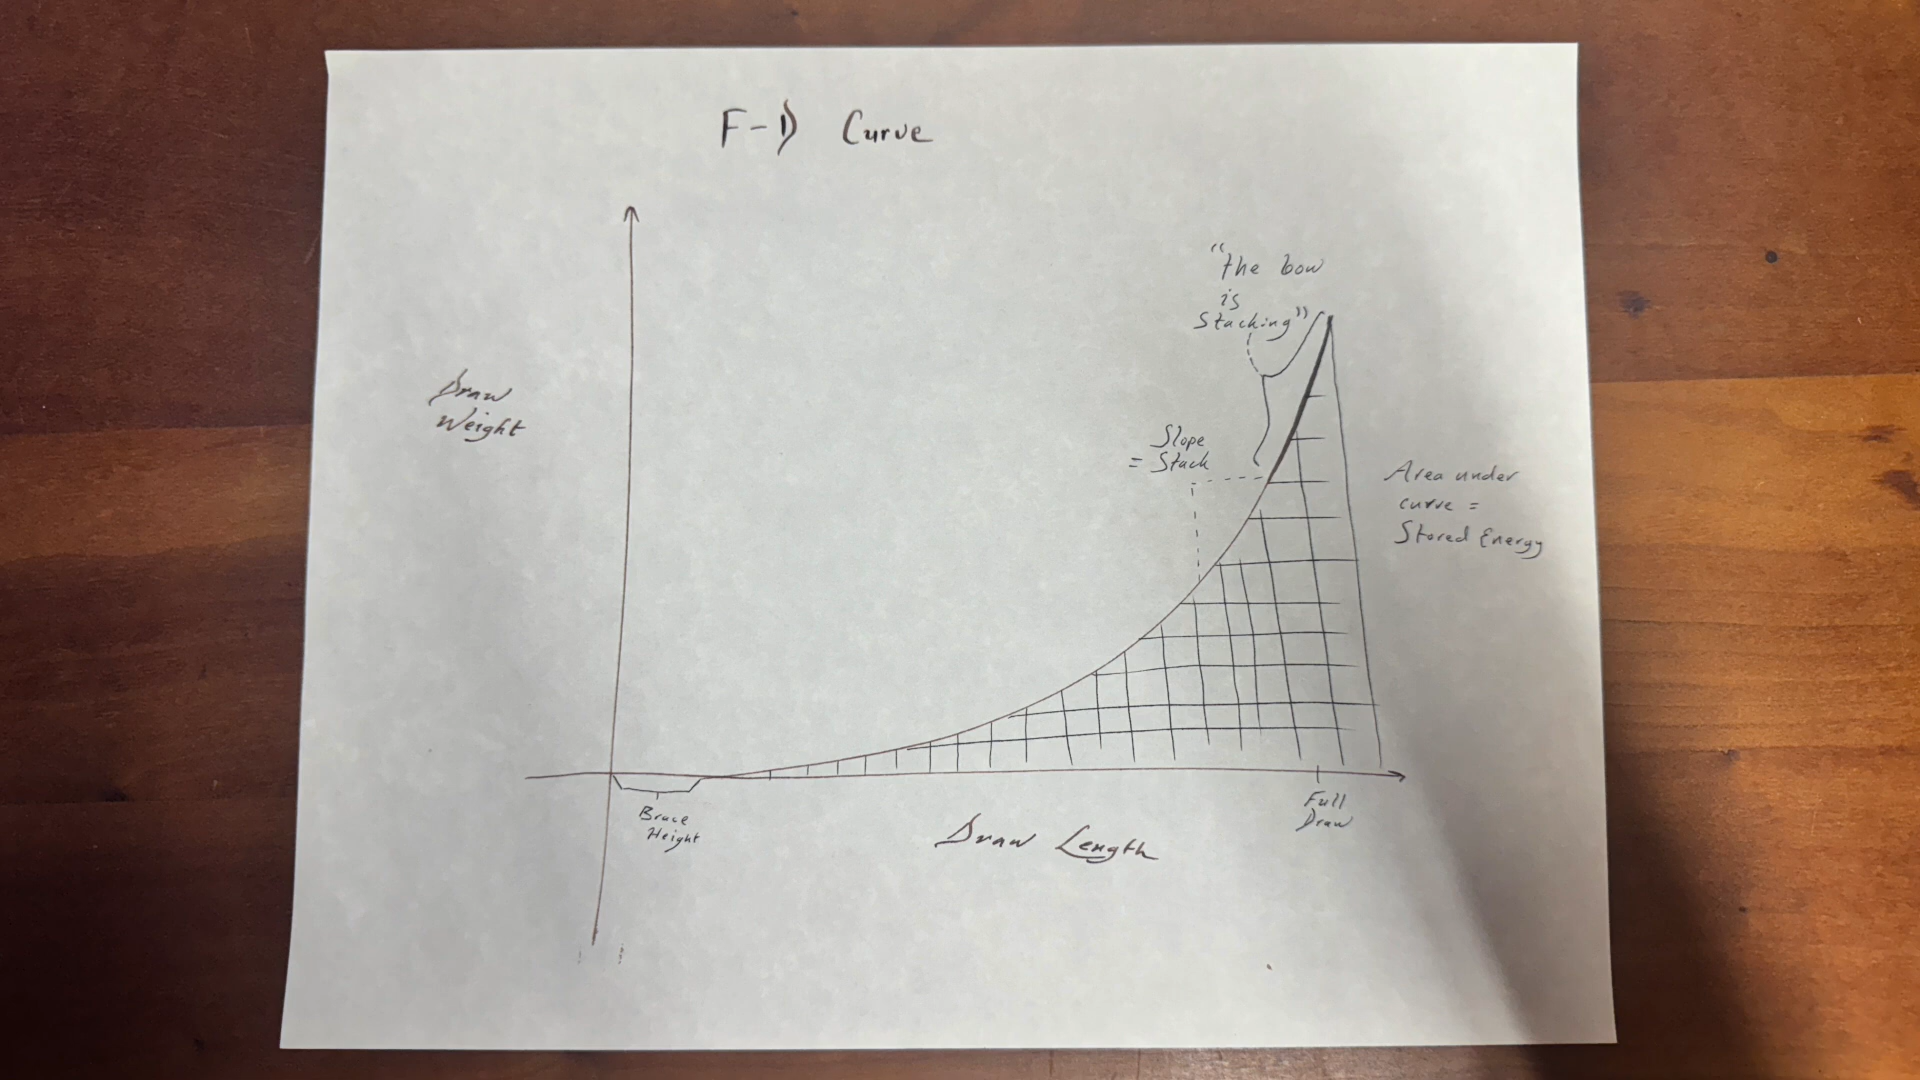 F-D Curve
"the bow
is
Stacking"
Draw
Weight
Slope
= Stack
Area under
curve =
Stored Energy
Brace
Height
Draw Length
Full
Draw